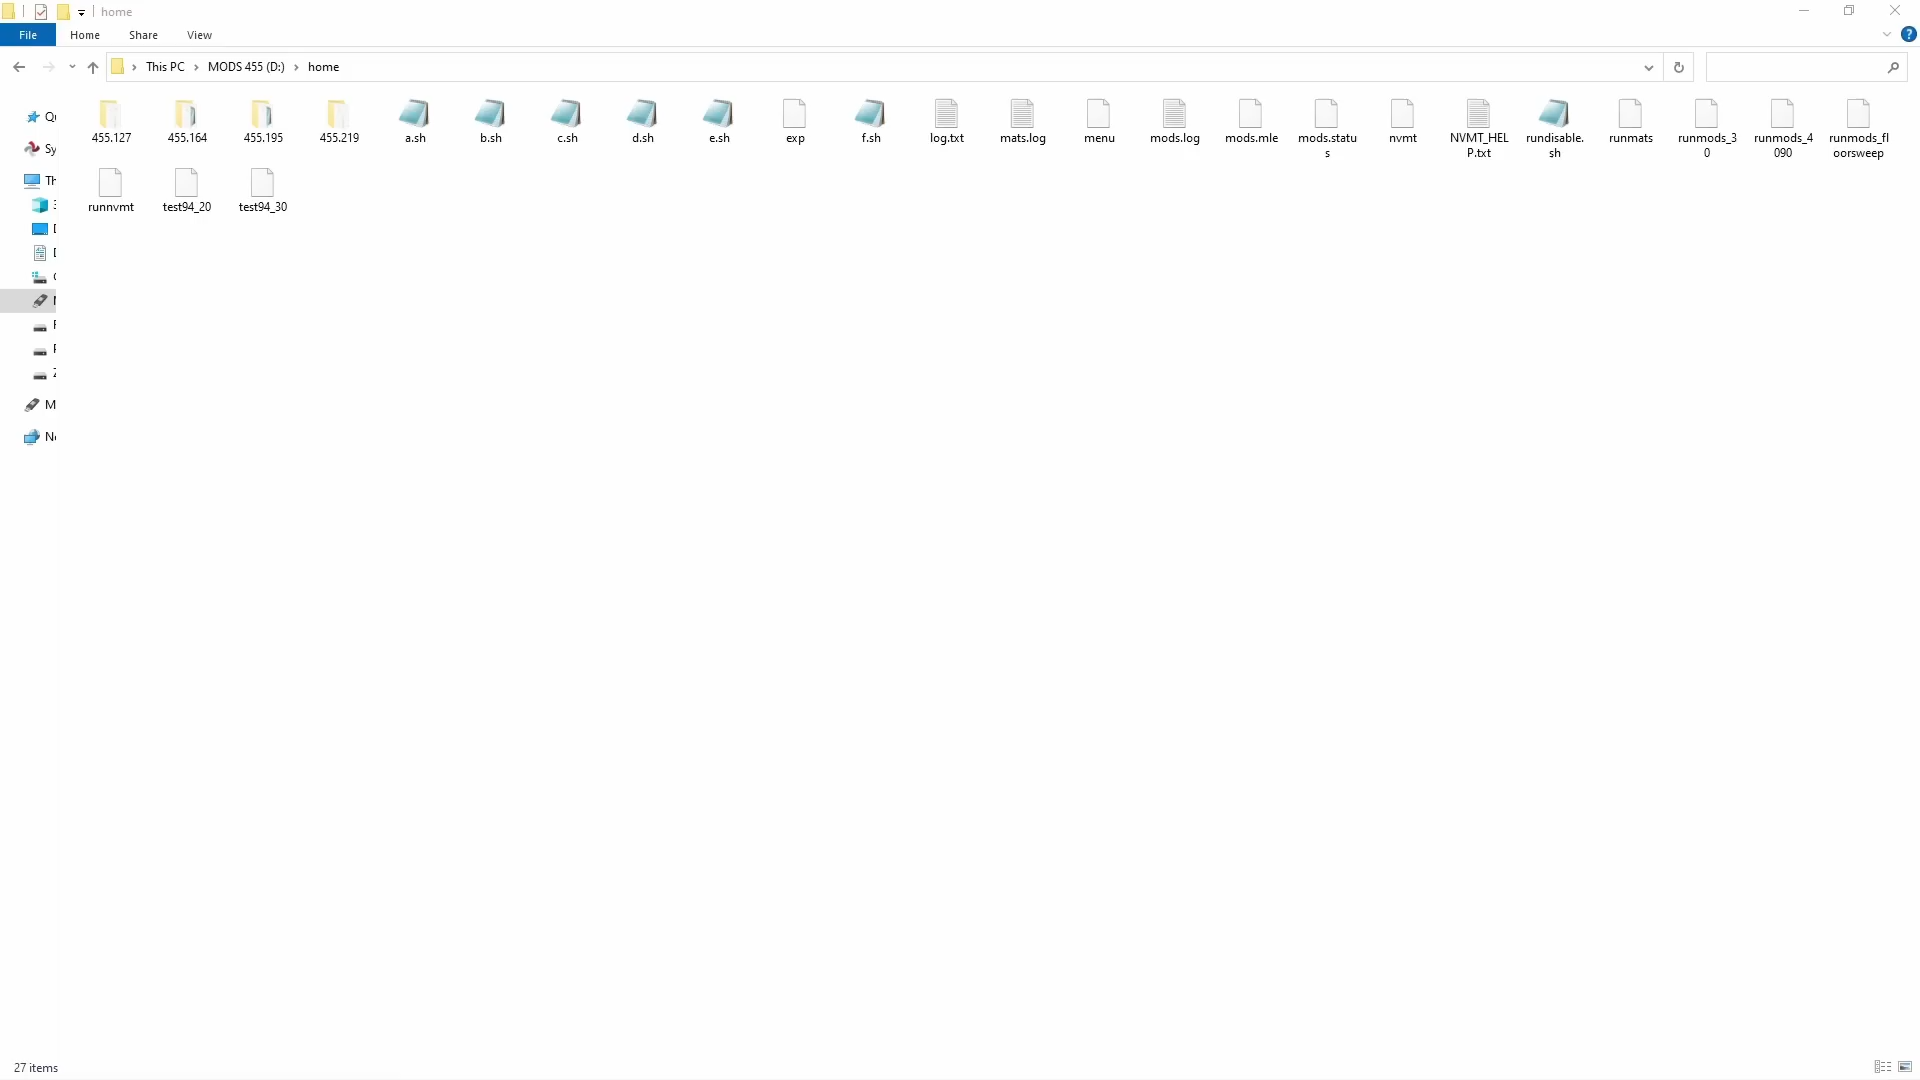 home
File
Home
Share
View
?
This PC
MODS 455 (D:)
home
455.127
455.164
455.195
455.219
a.sh
b.sh
c.sh
d.sh
e.sh
exp
f.sh
log.txt
mats.log
menu
mods.log
mods.mle
mods.statu
s
nvmt
NVMT_HEL
P.txt
rundisable.
sh
runmats
runmods_3
0
runmods_4
090
runmods_fl
oorsweep
runnvmt
test94_20
test94_30
Sy
Th
M
27 items